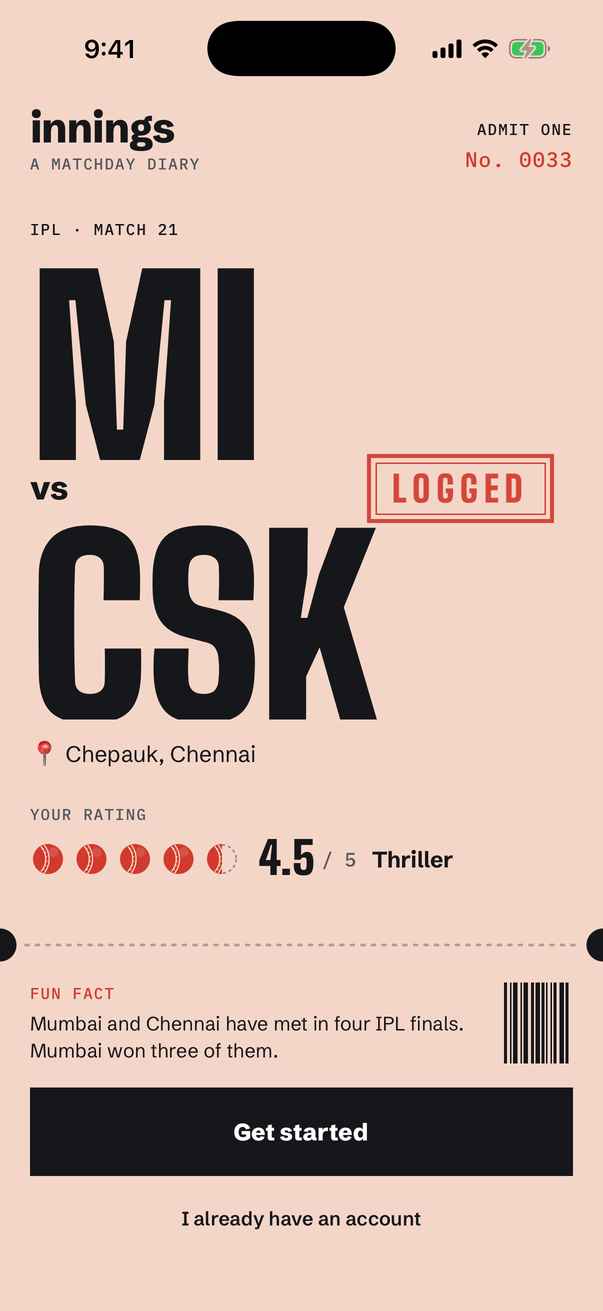 9:41
innings
ADMIT ONE
A MATCHDAY DIARY
No. 0033
IPL · MATCH 21
MI
vs
LOGGED
CSK
📍 Chepauk, Chennai
YOUR RATING
4.5 / 5 Thriller
FUN FACT
Mumbai and Chennai have met in four IPL finals.
Mumbai won three of them.
Get started
I already have an account